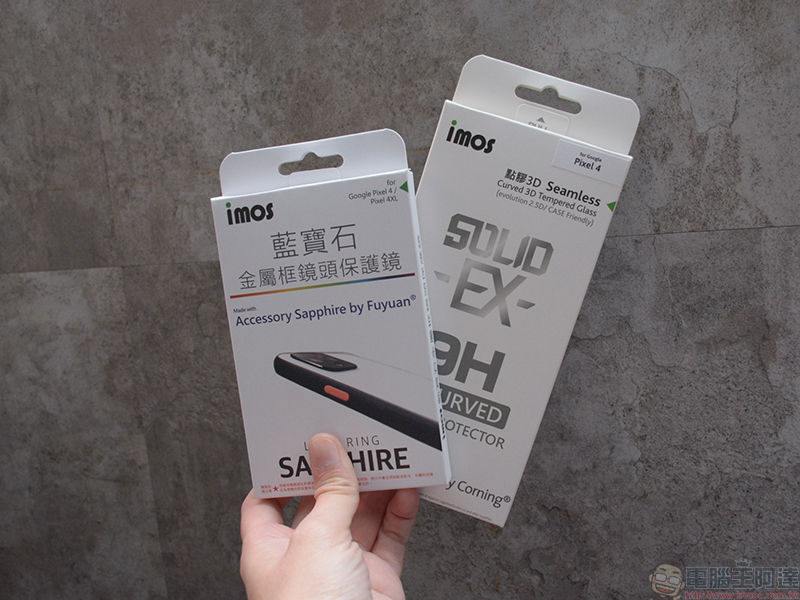 imos
for
Google Pixel 4 /
Pixel 4XL
藍寶石
金屬框鏡頭保護鏡
Made with
Accessory Sapphire by Fuyuan®
RING
SA HIRE
imos
for Google
Pixel 4
點膠3D Seamless
Curved 3D Tempered Glass
(evolution 2.5D/ CASE Friendly)
SOLID
-EX-
9H
URVED
OTECTOR
y Corning®
電腦王阿達